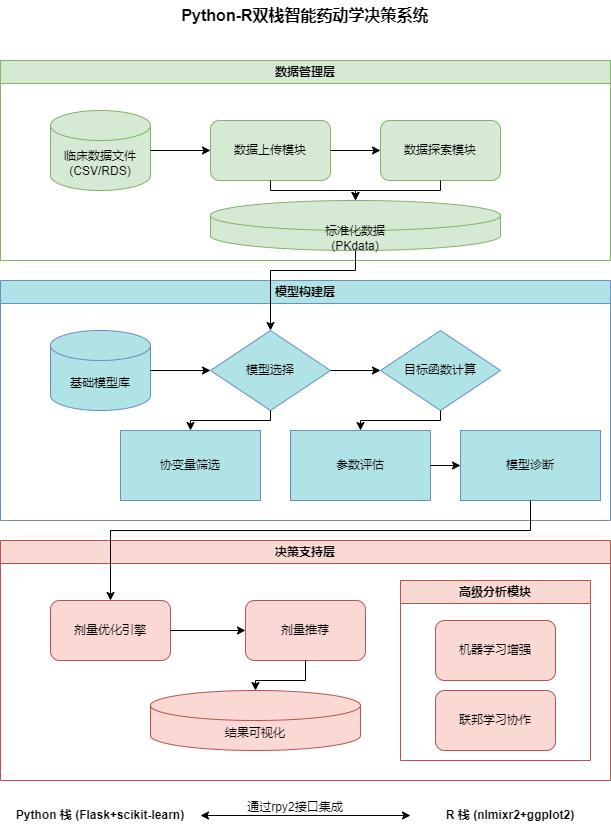 Python-R双栈智能药动学决策系统
数据管理层
临床数据文件
(CSV/RDS)
数据上传模块
数据探索模块
标准化数据
(PKdata)
模型构建层
基础模型库
模型选择
目标函数计算
协变量筛选
参数评估
模型诊断
决策支持层
剂量优化引擎
剂量推荐
结果可视化
高级分析模块
机器学习增强
联邦学习协作
Python 栈 (Flask+scikit-learn)
通过rpy2接口集成
R 栈 (nlmixr2+ggplot2)